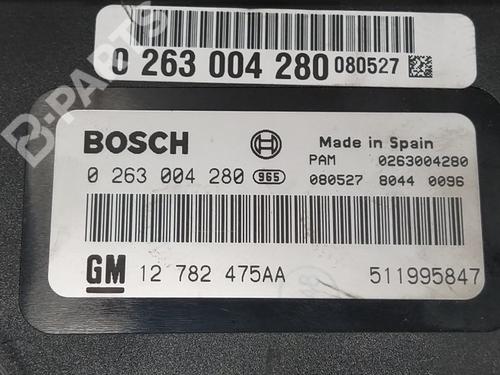 B-PARTS
0 263 004 280 080527
BOSCH
Made in Spain
PAM 0263004280
0 263 004 280 965
080527 8044 0096
GM 12 782 475AA 511995847